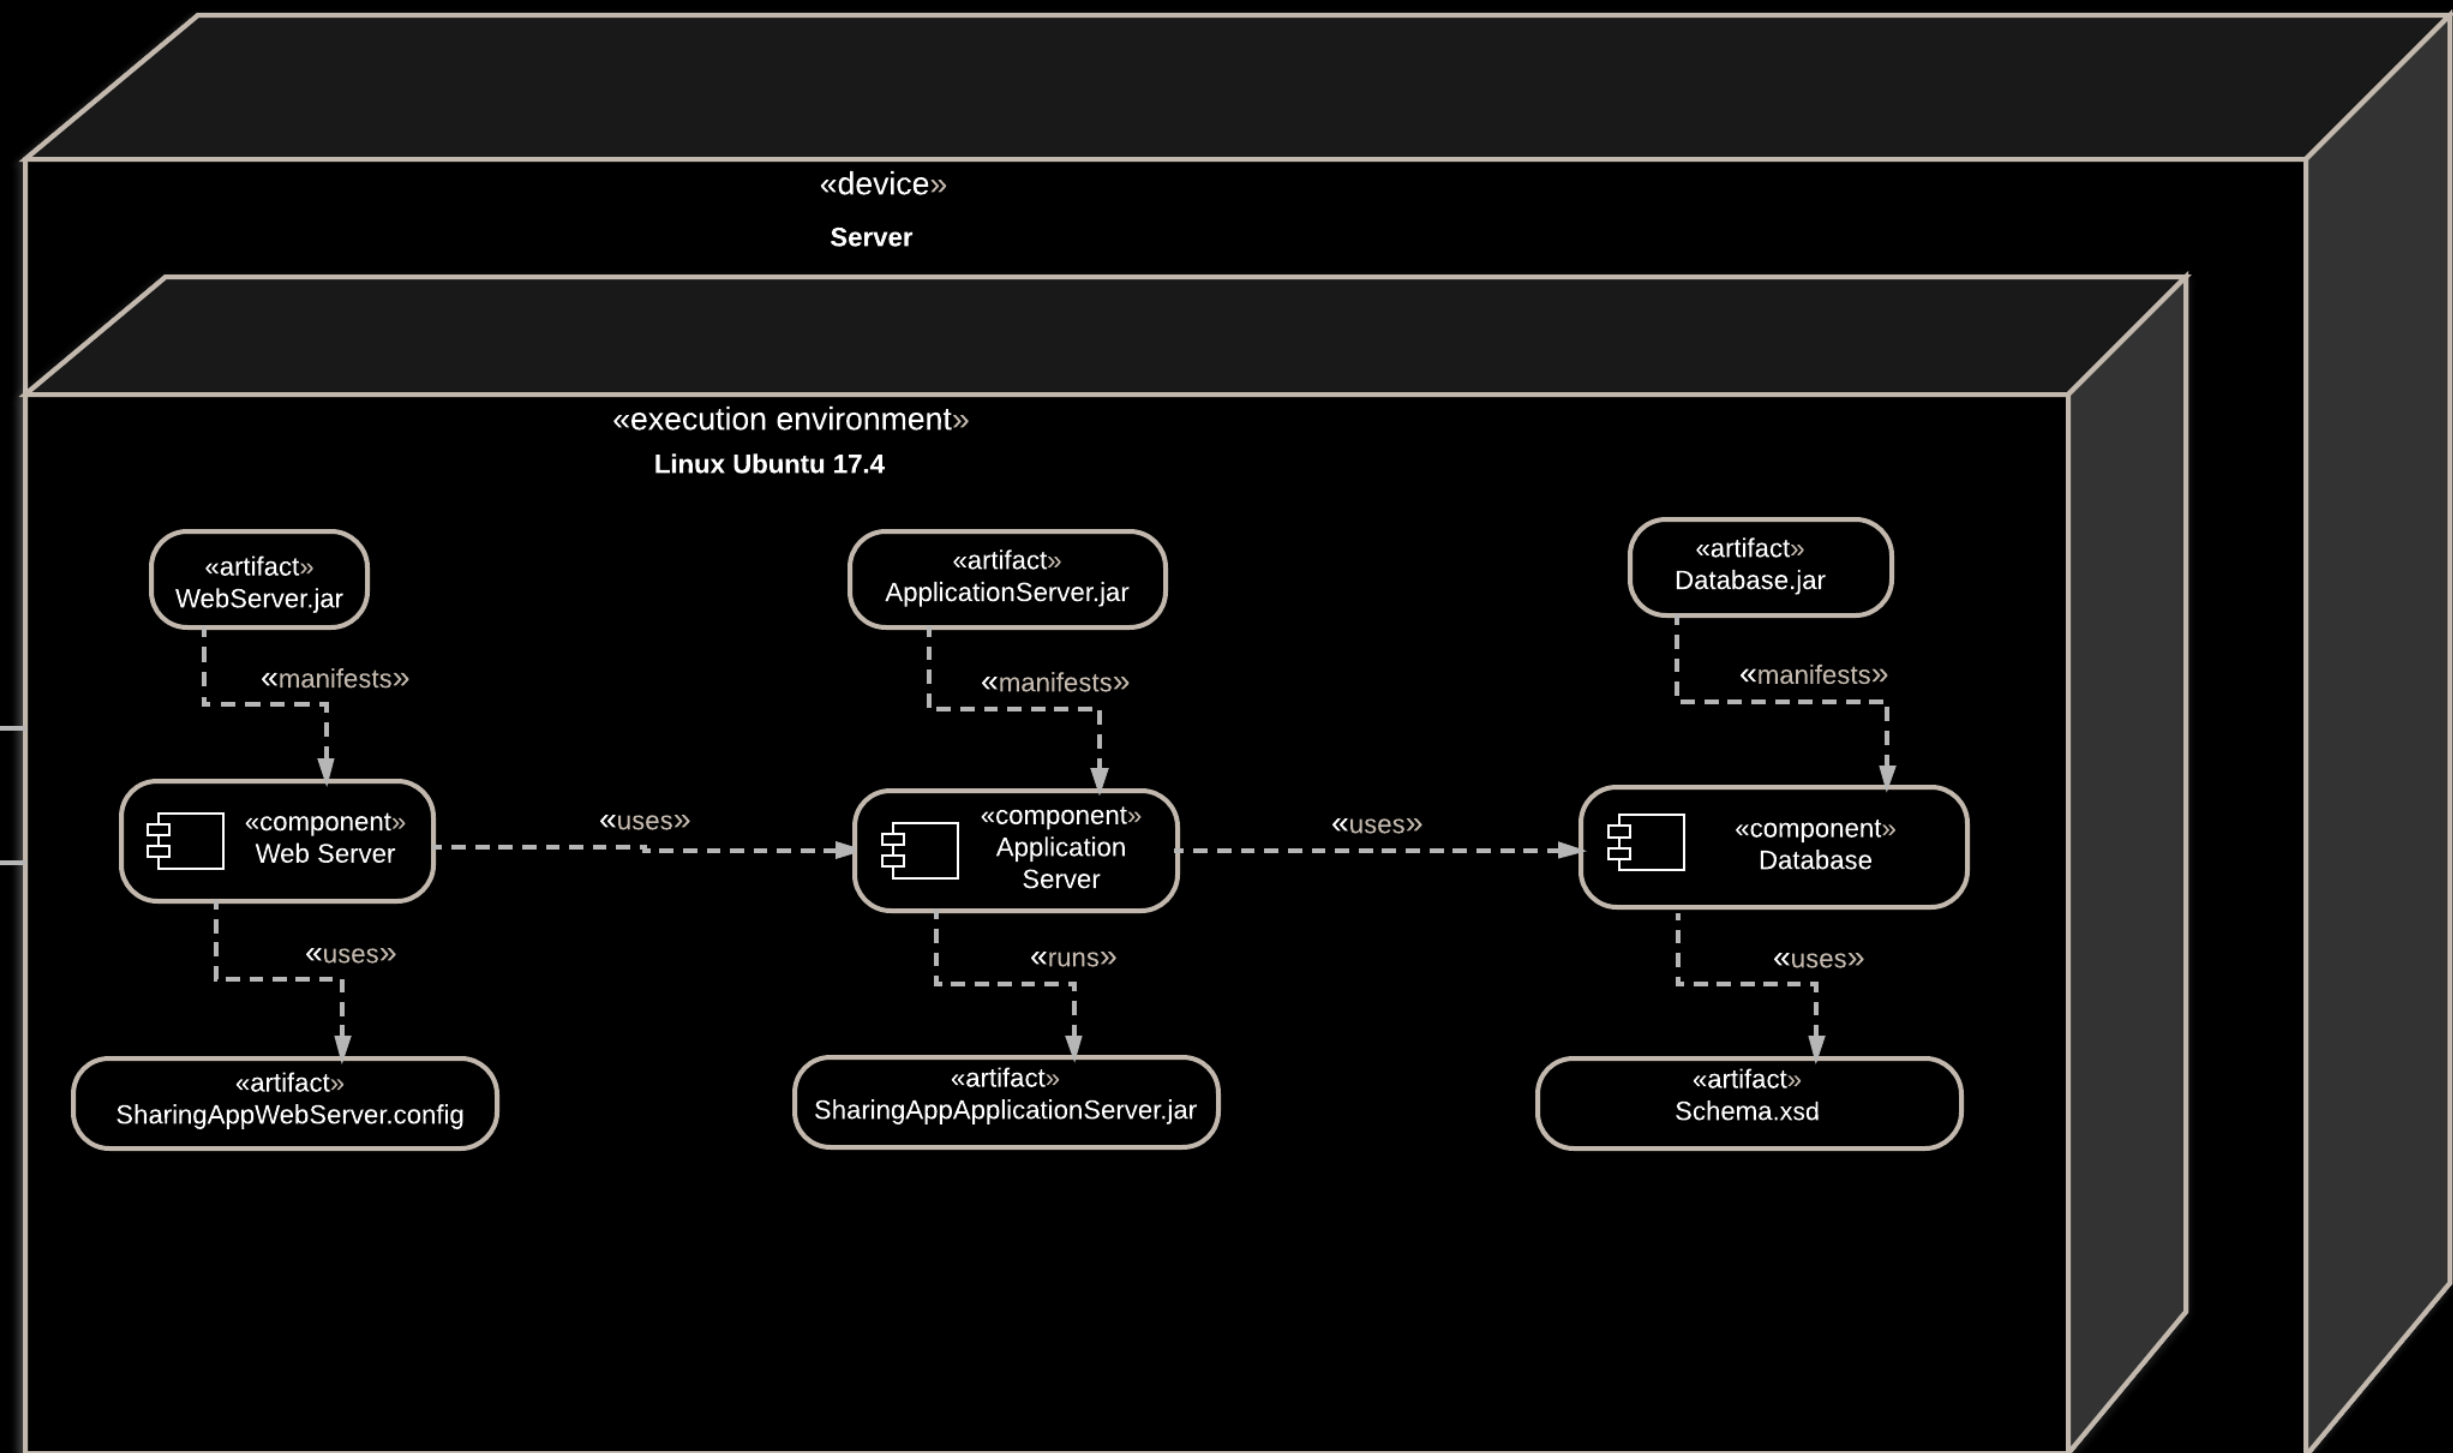 «device»
Server
«execution environment»
Linux Ubuntu 17.4
«artifact»
WebServer.jar
«artifact»
ApplicationServer.jar
«artifact»
Database.jar
«manifests»
«manifests»
«manifests»
«component»
Web Server
«uses»
«component»
Application
Server
«uses»
«component»
Database
«uses»
«runs»
«uses»
«artifact»
SharingAppWebServer.config
«artifact»
SharingAppApplicationServer.jar
«artifact»
Schema.xsd